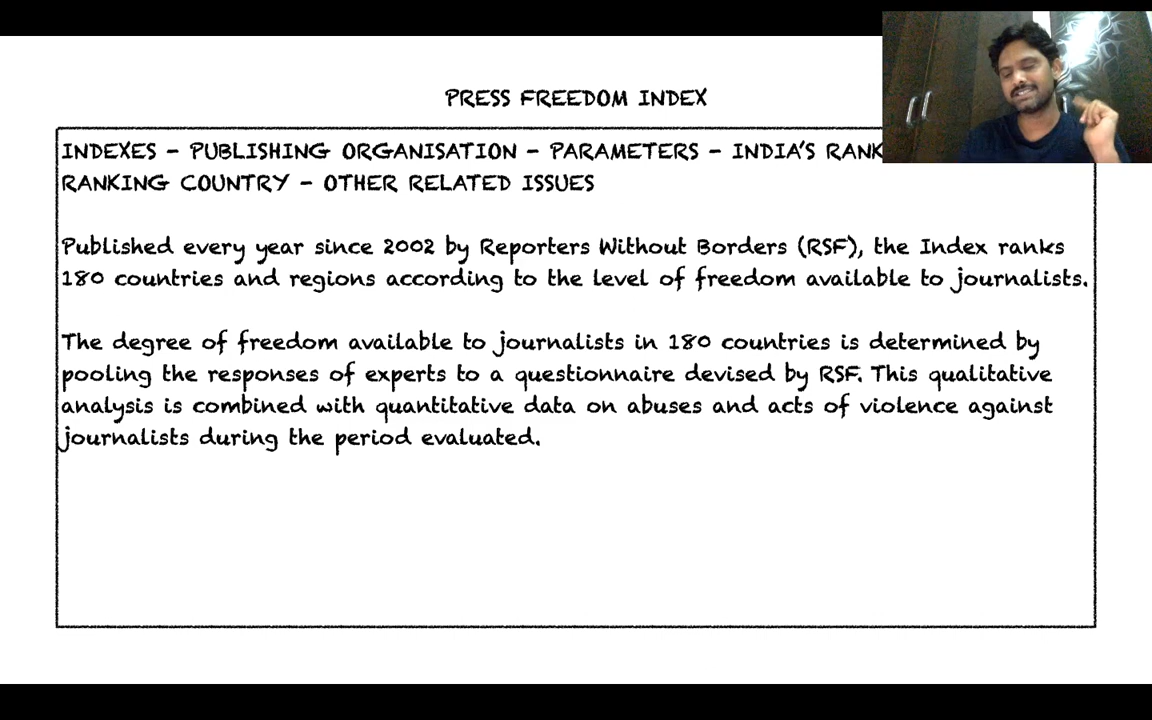 PRESS FREEDOM INDEX
INDEXES - PUBLISHING ORGANISATION - PARAMETERS - INDIA'S RANK
RANKING COUNTRY - OTHER RELATED ISSUES
Published every year since 2002 by Reporters Without Borders (RSF), the Index ranks
180 countries and regions according to the level of freedom available to journalists.
The degree of freedom available to journalists in 180 countries is determined by
pooling the responses of experts to a questionnaire devised by RSF. This qualitative
analysis is combined with quantitative data on abuses and acts of violence against
journalists during the period evaluated.